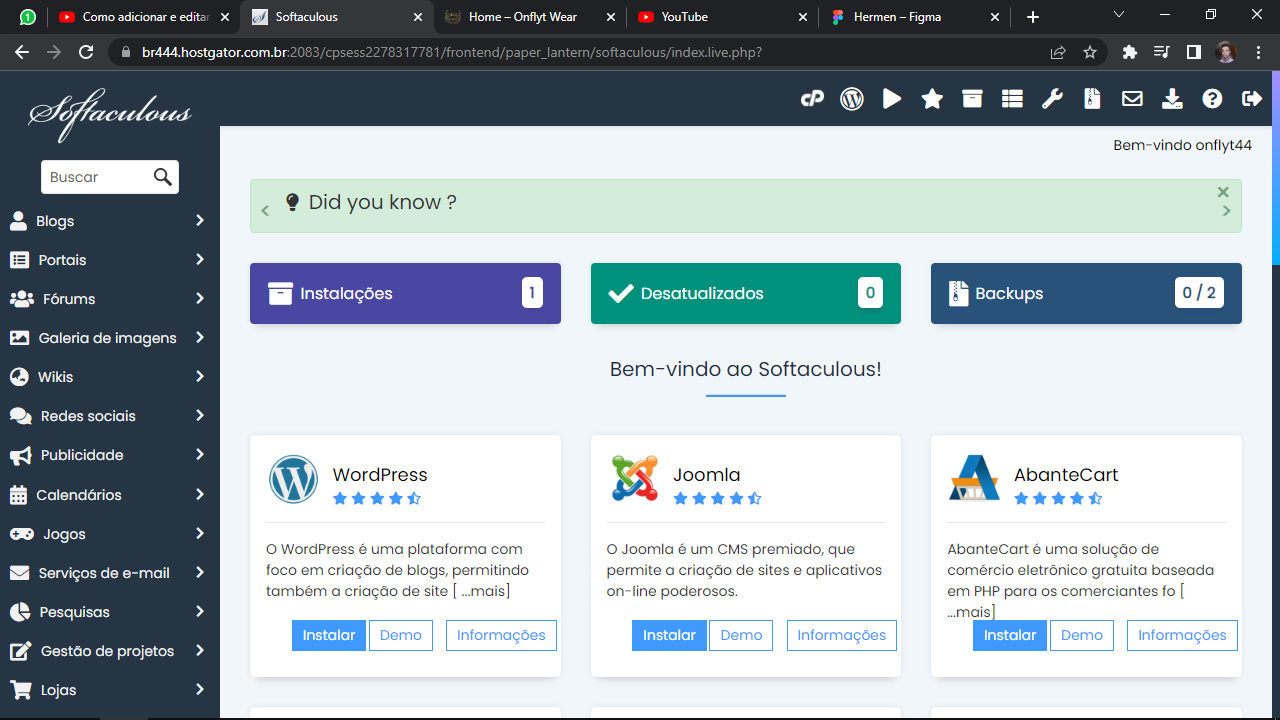 1
Como adicionar e editar
Softaculous
Home – Onflyt Wear
YouTube
Hermen – Figma
br444.hostgator.com.br:2083/cpsess2278317781/frontend/paper_lantern/softaculous/index.live.php?
Softaculous
cP
Bem-vindo onflyt44
Buscar
Did you know ?
Blogs
Portais
Fórums
Galeria de imagens
Wikis
Redes sociais
Publicidade
Calendários
Jogos
Serviços de e-mail
Pesquisas
Gestão de projetos
Lojas
Instalações
1
Desatualizados
0
Backups
0 / 2
Bem-vindo ao Softaculous!
WordPress
O WordPress é uma plataforma com
foco em criação de blogs, permitindo
também a criação de site [ ...mais]
Instalar
Demo
Informações
Joomla
O Joomla é um CMS premiado, que
permite a criação de sites e aplicativos
on-line poderosos.
Instalar
Demo
Informações
AbanteCart
AbanteCart é uma solução de
comércio eletrônico gratuita baseada
em PHP para os comerciantes fo [
...mais]
Instalar
Demo
Informações